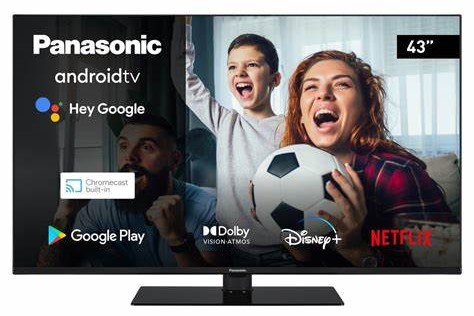 Panasonic
43”
androidtv
Hey Google
Chromecast
built-in
Google Play
Dolby
VISION·ATMOS
Disney+
NETFLIX
Panasonic